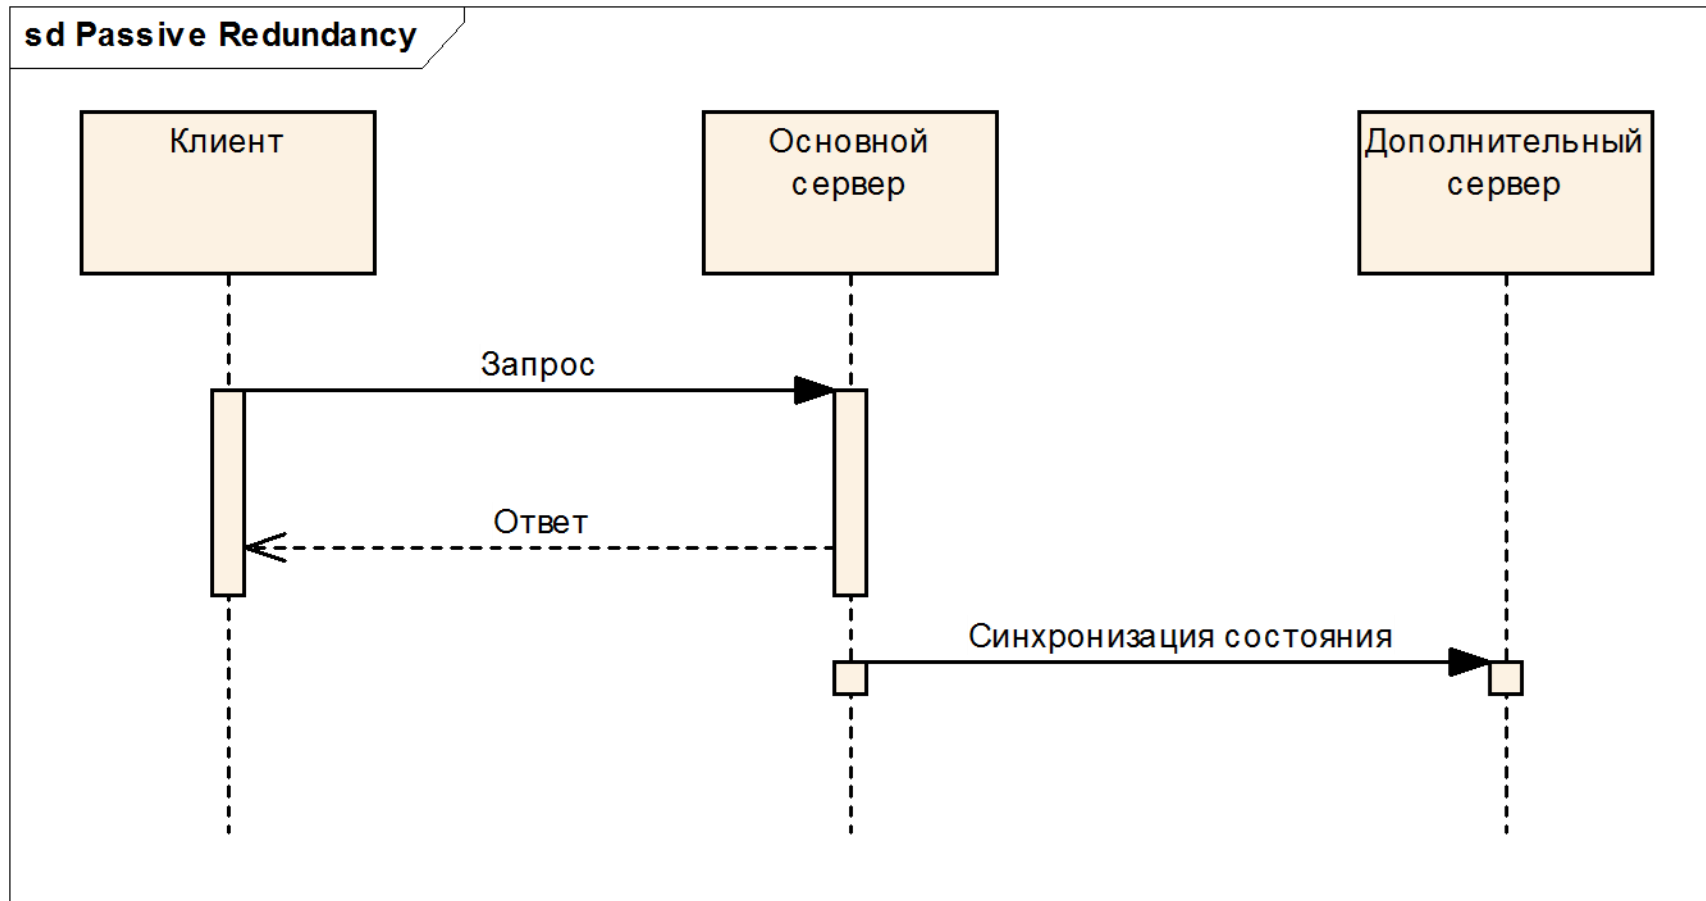 sd Passive Redundancy
Клиент
Основной
сервер
Дополнительный
сервер
Запрос
Ответ
Синхронизация состояния